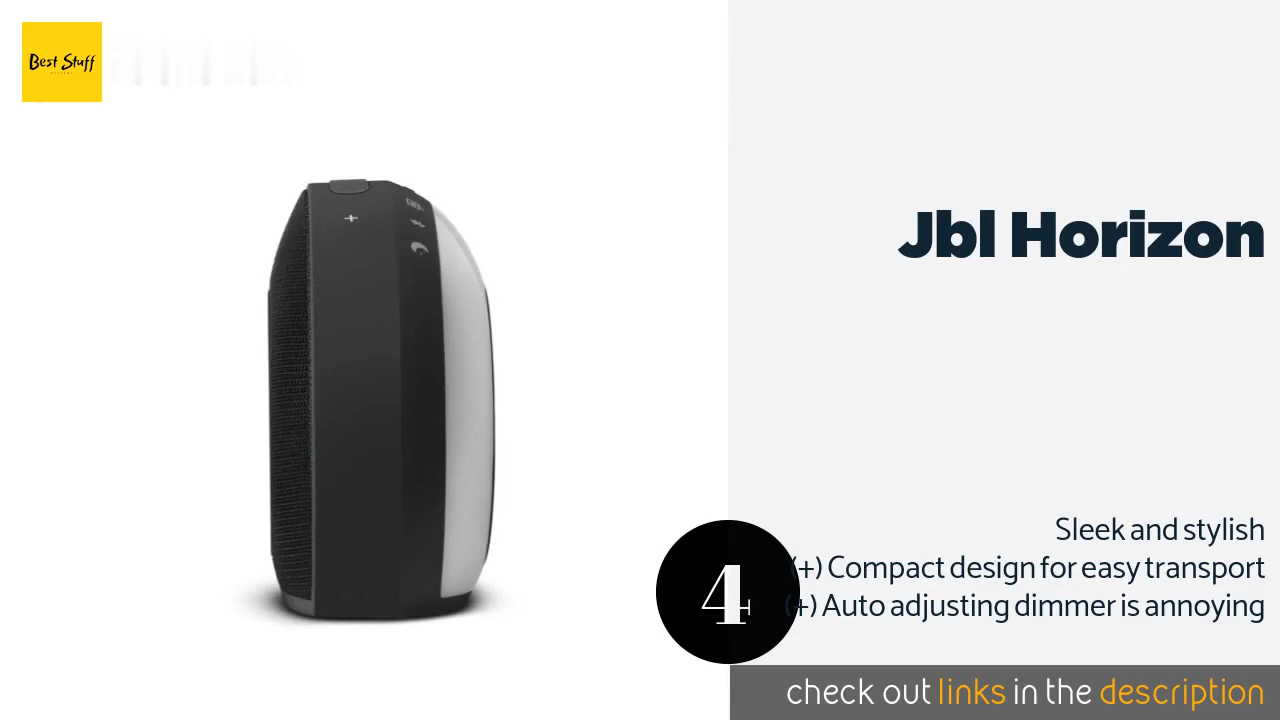 Best Stuff
Jbl Horizon
Sleek and stylish
(+) Compact design for easy transport
(+) Auto adjusting dimmer is annoying
4
check out links in the description